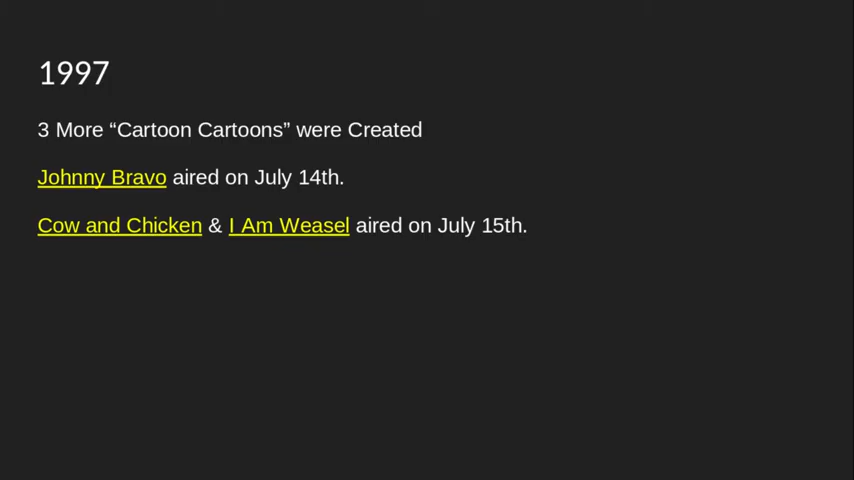 1997
3 More “Cartoon Cartoons” were Created
Johnny Bravo aired on July 14th.
Cow and Chicken & I Am Weasel aired on July 15th.